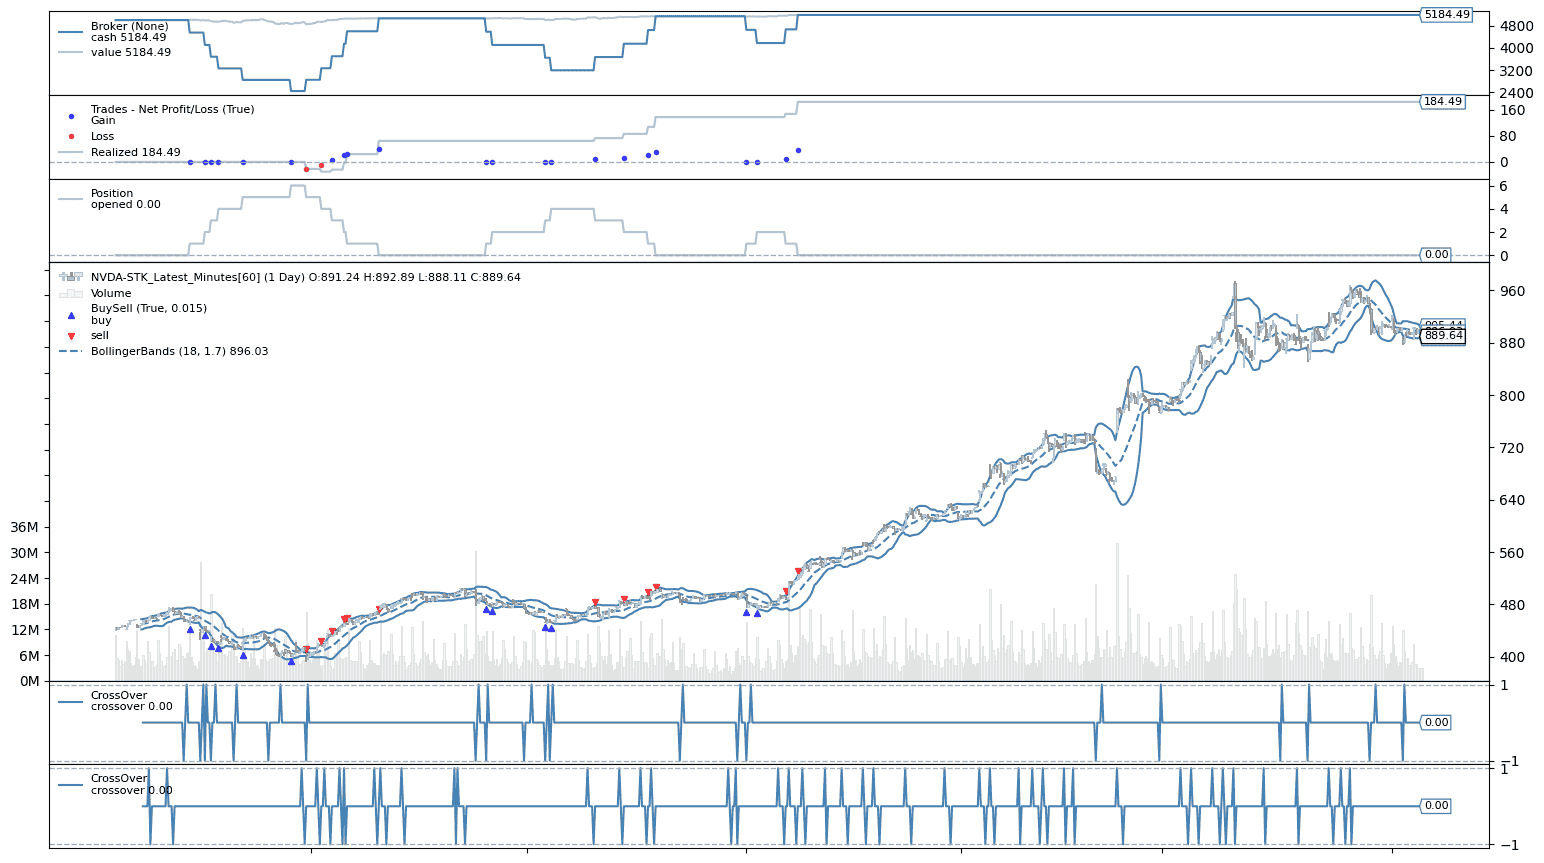 Broker (None)
cash 5184.49
value 5184.49
5184.49
4800
4000
3200
2400
Trades - Net Profit/Loss (True)
Gain
Loss
Realized 184.49
184.49
160
80
0
Position
opened 0.00
6
4
2
0.00
0
NVDA-STK_Latest_Minutes[60] (1 Day) O:891.24 H:892.89 L:888.11 C:889.64
Volume
BuySell (True, 0.015)
buy
sell
BollingerBands (18, 1.7) 896.03
960
889.64
880
800
720
640
560
480
400
36M
30M
24M
18M
12M
6M
0M
CrossOver
crossover 0.00
1
0.00
−1
CrossOver
crossover 0.00
1
0.00
−1